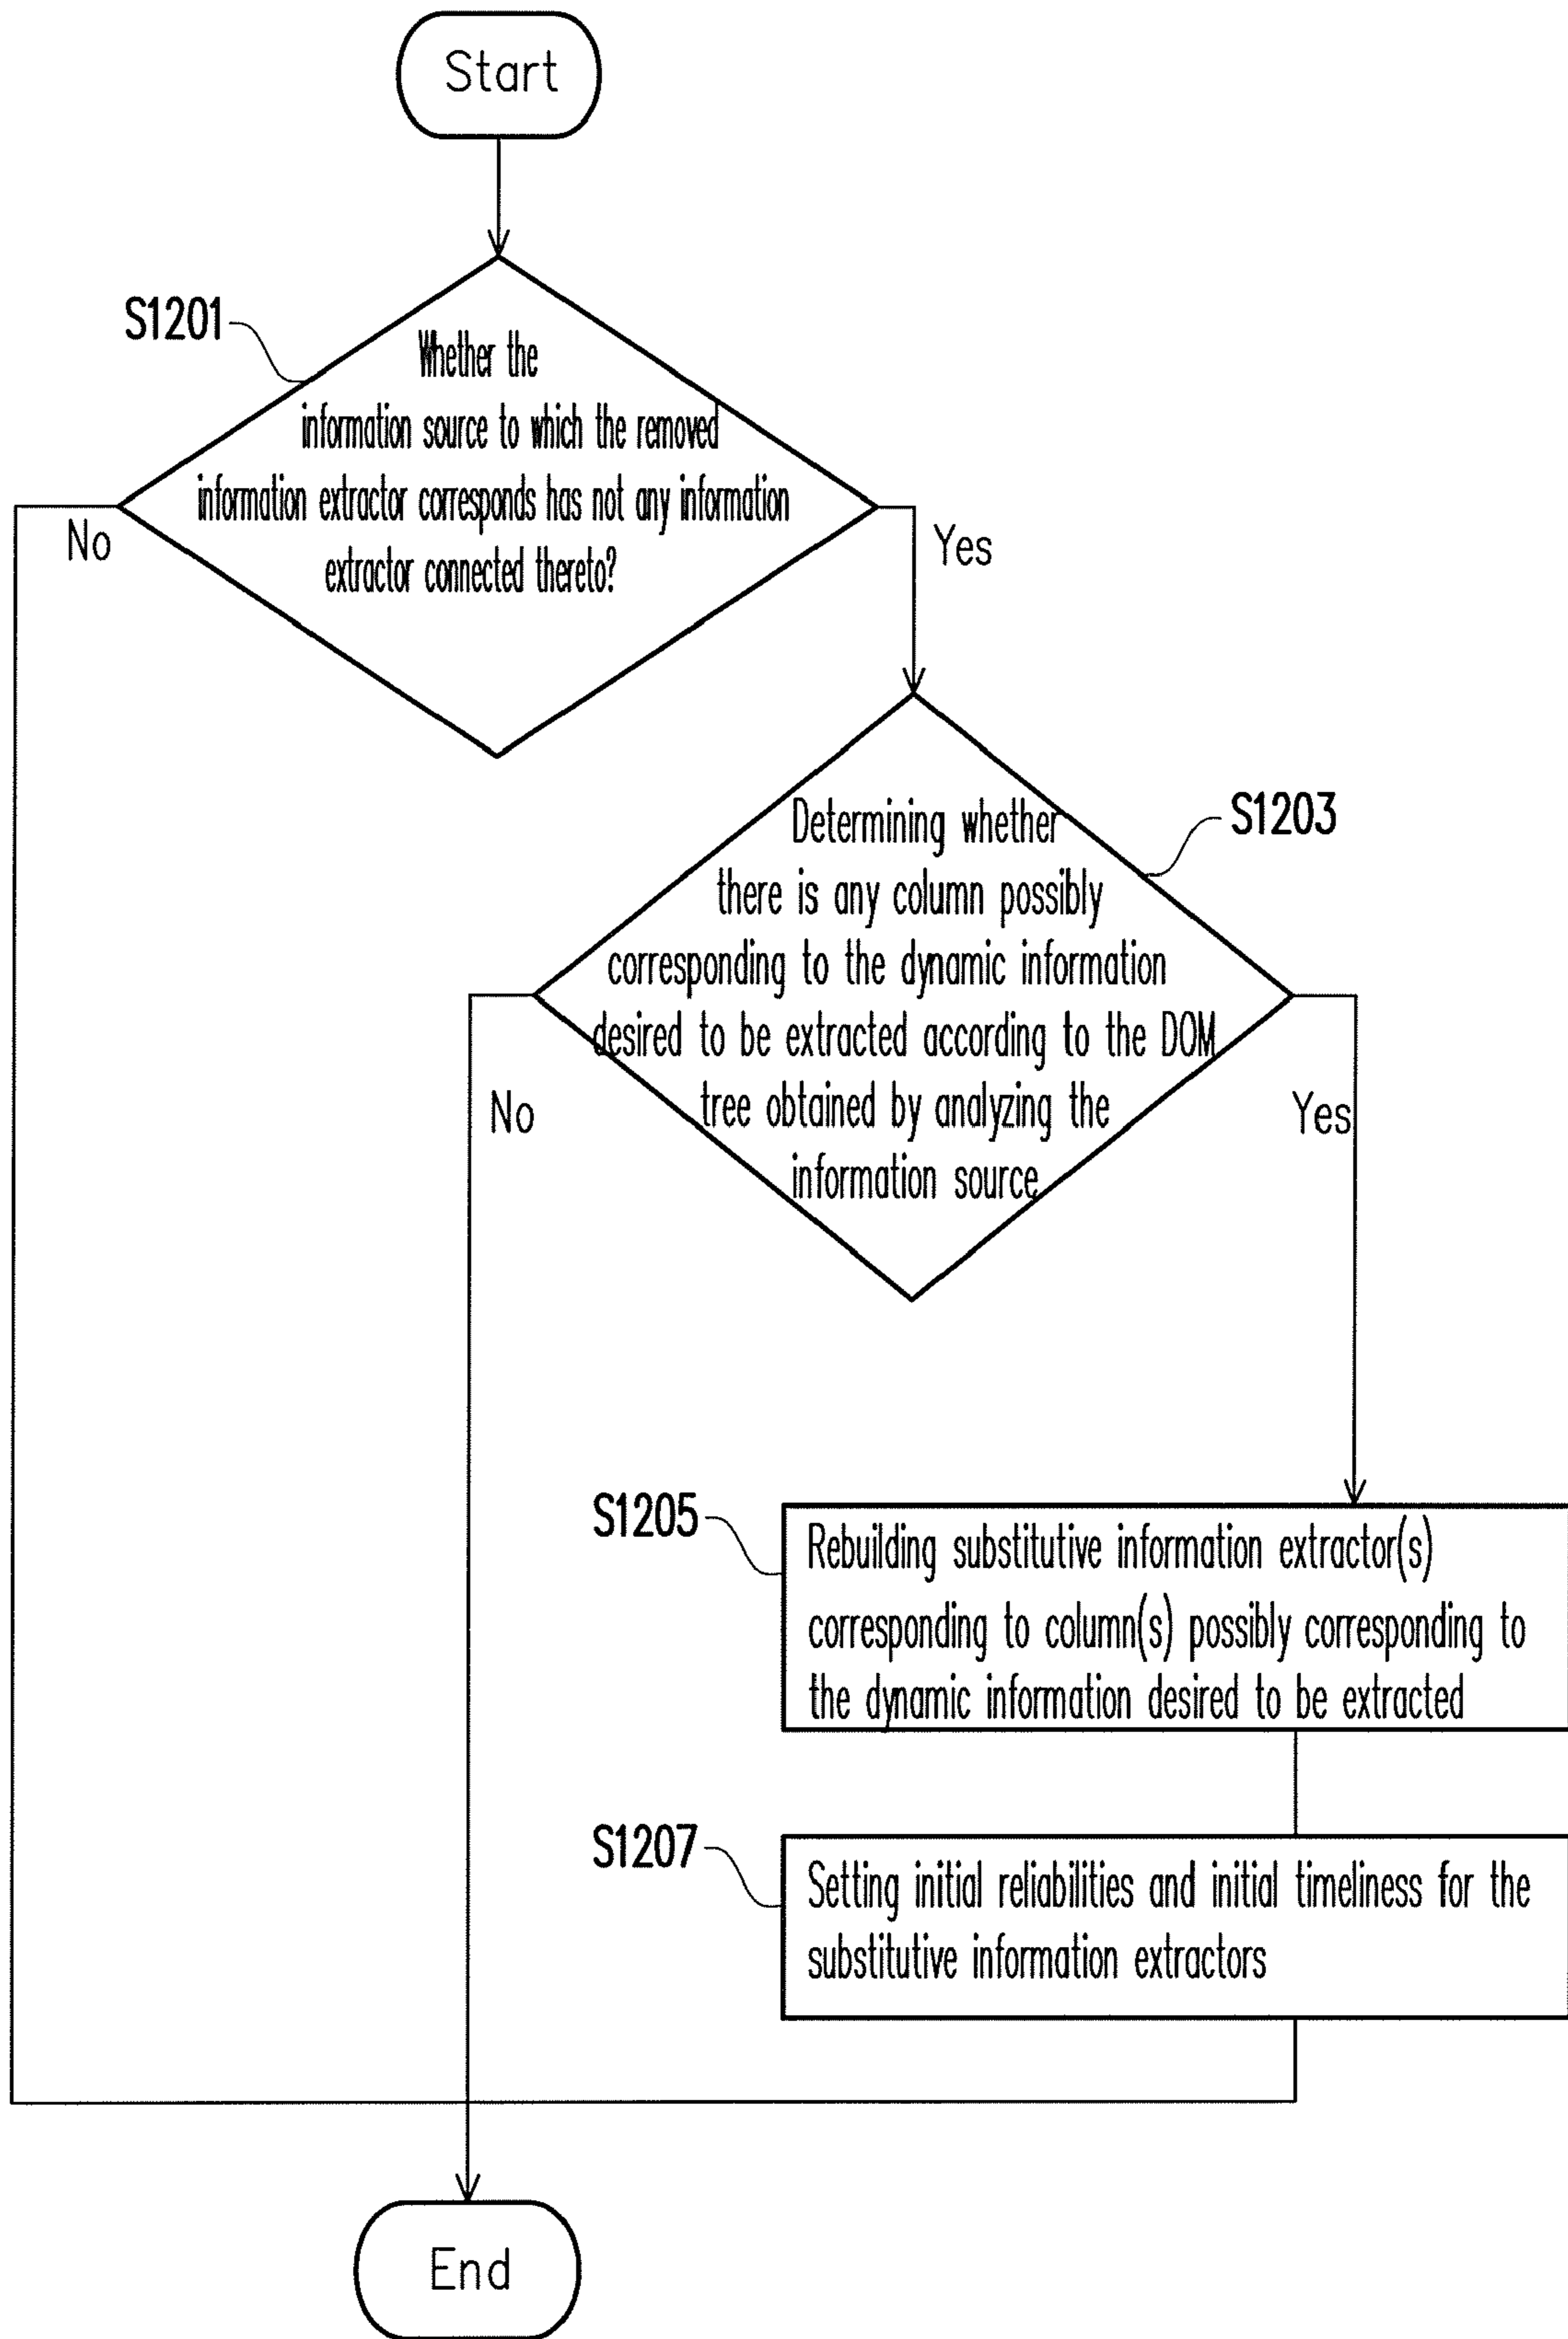 Start
S1201
Whether the
information source to which the removed
information extractor corresponds has not any information
extractor connected thereto?
No
Yes
S1203
Determining whether
there is any column possibly
corresponding to the dynamic information
desired to be extracted according to the DOM
tree obtained by analyzing the
information source
No
Yes
S1205
Rebuilding substitutive information extractor(s)
corresponding to column(s) possibly corresponding to
the dynamic information desired to be extracted
S1207
Setting initial reliabilities and initial timeliness for the
substitutive information extractors
End